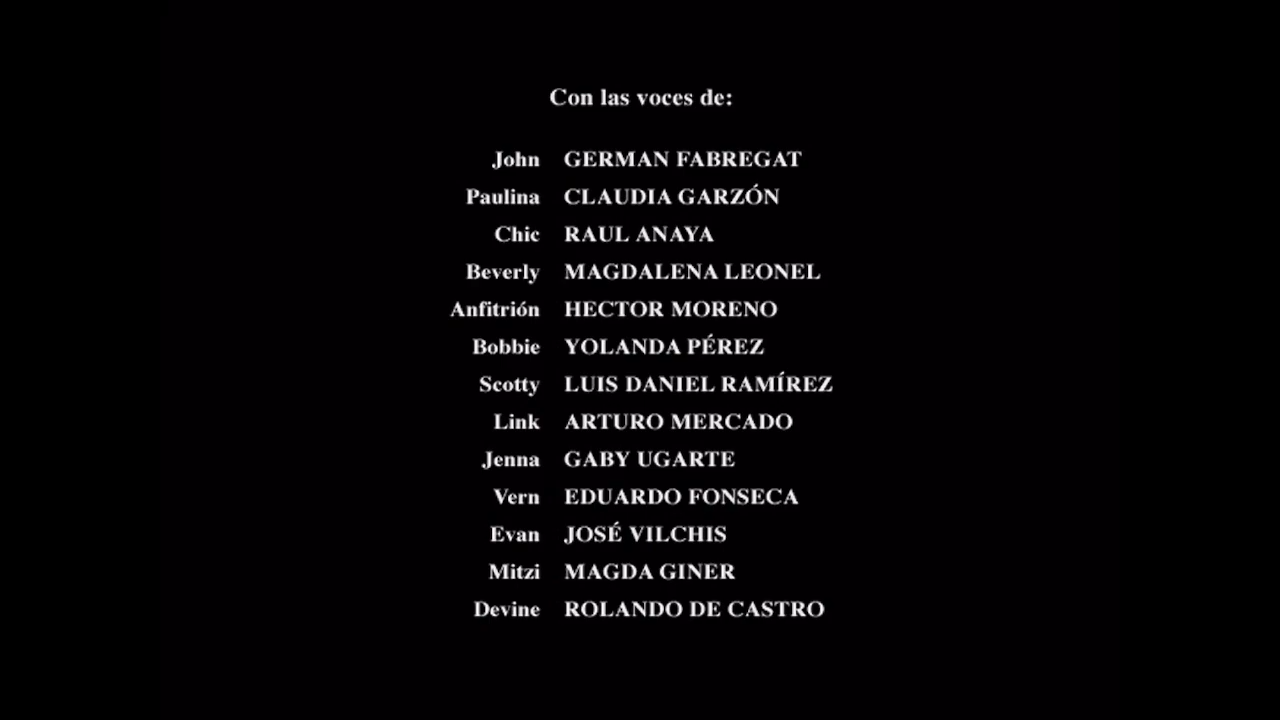 Con las voces de:
John GERMAN FABREGAT
Paulina CLAUDIA GARZÓN
Chic RAUL ANAYA
Beverly MAGDALENA LEONEL
Anfitrión HECTOR MORENO
Bobbie YOLANDA PÉREZ
Scotty LUIS DANIEL RAMÍREZ
Link ARTURO MERCADO
Jenna GABY UGARTE
Vern EDUARDO FONSECA
Evan JOSÉ VILCHIS
Mitzi MAGDA GINER
Devine ROLANDO DE CASTRO